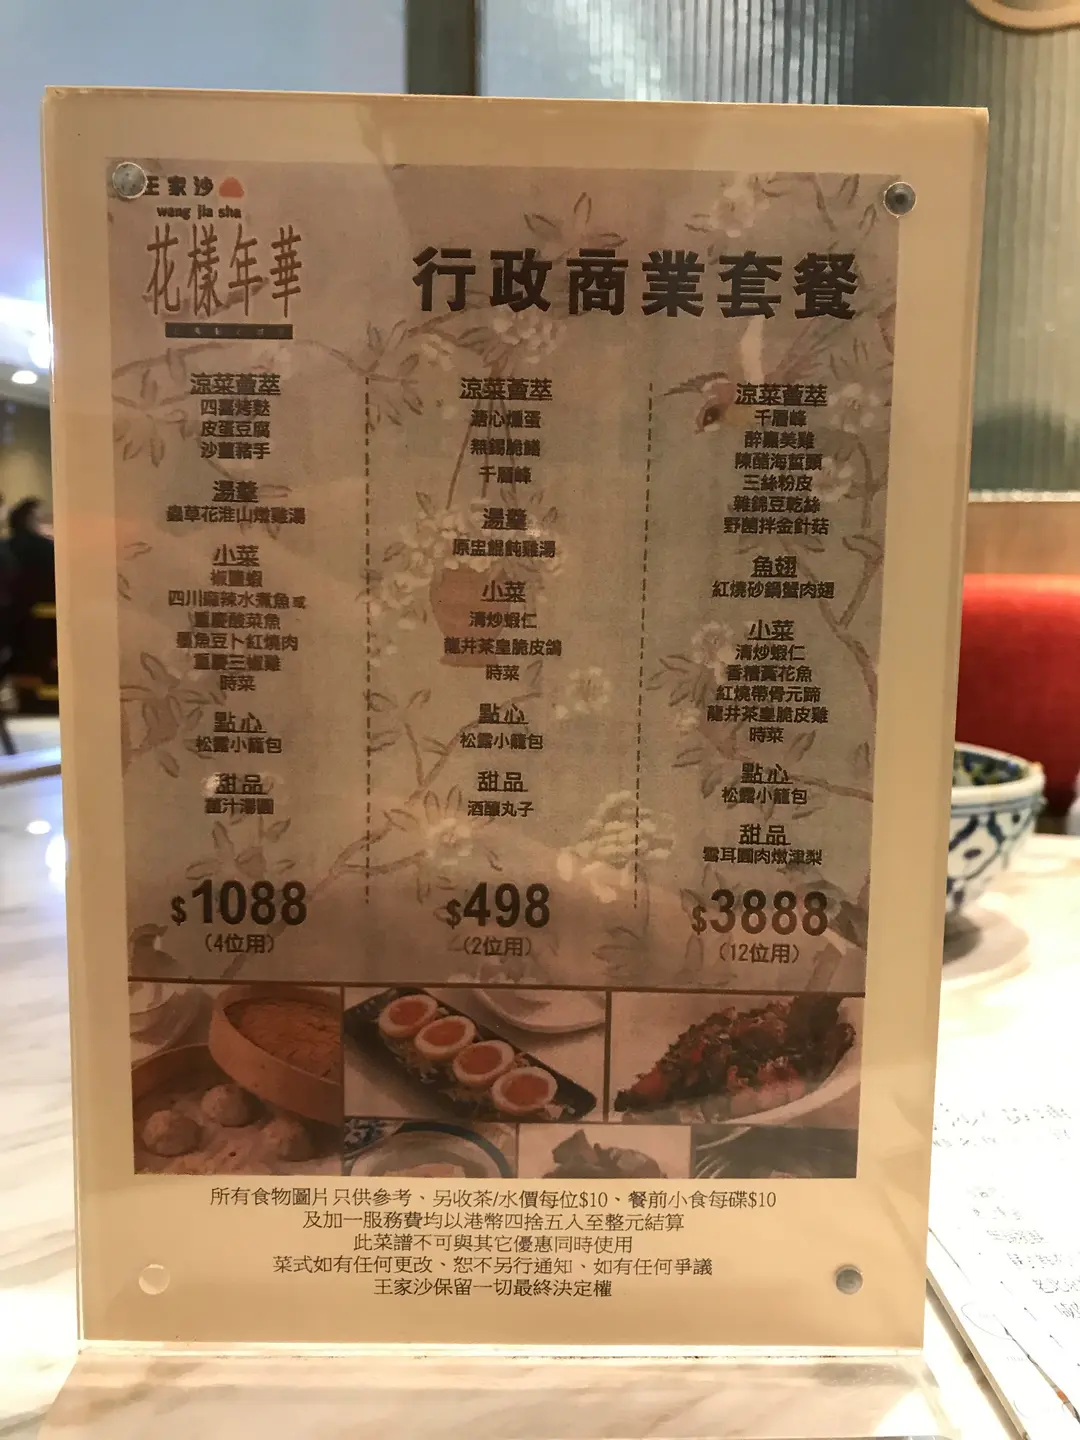 王家沙
wang jia sha
花樣年華
行政商業套餐
涼菜薈萃
四喜烤麩
皮蛋豆腐
沙薑豬手
湯羹
蟲草花淮山燉雞湯
小菜
椒鹽蝦
四川麻辣水煮魚或
重慶酸菜魚
墨魚豆卜紅燒肉
重慶三椒雞
時菜
點心
松露小籠包
甜品
薑汁湯圓
$1088
(4位用)
涼菜薈萃
溏心燻蛋
無錫脆鱔
千層峰
湯羹
原盅餛飩雞湯
小菜
清炒蝦仁
龍井茶皇脆皮鴿
時菜
點心
松露小籠包
甜品
酒釀丸子
$498
(2位用)
涼菜薈萃
千層峰
醉嬴美雞
陳醋海蜇頭
三絲粉皮
雜錦豆乾絲
野菌拌金針菇
魚翅
紅燒砂鍋蟹肉翅
小菜
清炒蝦仁
香糟黃花魚
紅燒帶骨元蹄
龍井茶皇脆皮雞
時菜
點心
松露小籠包
甜品
雪耳圓肉燉津梨
$3888
(12位用)
所有食物圖片只供參考、另收茶/水價每位$10、餐前小食每碟$10
及加一服務費均以港幣四捨五入至整元結算
此菜譜不可與其它優惠同時使用
菜式如有任何更改、恕不另行通知、如有任何爭議
王家沙保留一切最終決定權